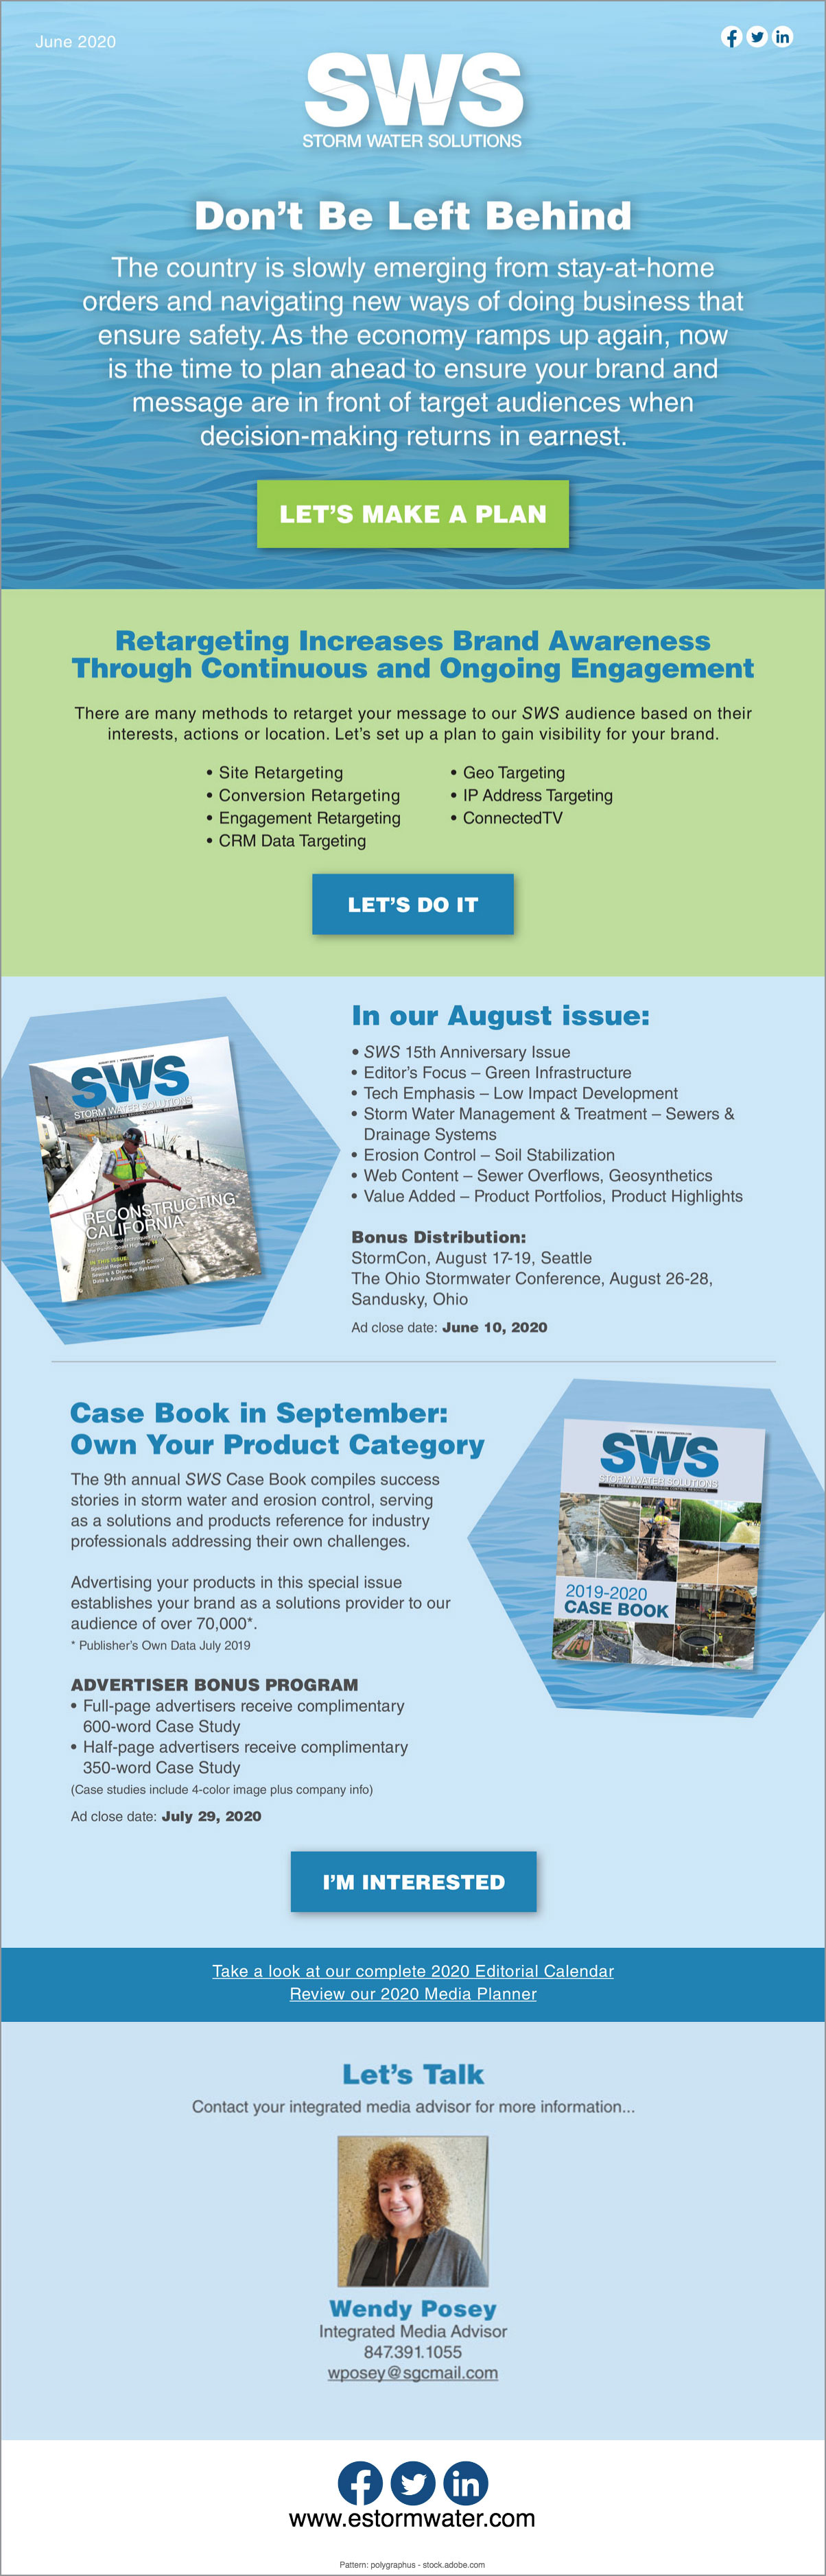 June 2020
SWS
STORM WATER SOLUTIONS
Don't Be Left Behind
The country is slowly emerging from stay-at-home
orders and navigating new ways of doing business that
ensure safety. As the economy ramps up again, now
is the time to plan ahead to ensure your brand and
message are in front of target audiences when
decision-making returns in earnest.
LET'S MAKE A PLAN
Retargeting Increases Brand Awareness
Through Continuous and Ongoing Engagement
There are many methods to retarget your message to our SWS audience based on their
interests, actions or location. Let's set up a plan to gain visibility for your brand.
• Site Retargeting
• Conversion Retargeting
• Engagement Retargeting
• CRM Data Targeting
• Geo Targeting
• IP Address Targeting
• ConnectedTV
LET'S DO IT
SWS
STORM WATER SOLUTIONS
RECONSTRUCTING
CALIFORNIA
IN THIS ISSUE:
Special Report: Runoff Control
Sewers & Drainage Systems
Data & Analytics
In our August issue:
• SWS 15th Anniversary Issue
• Editor's Focus – Green Infrastructure
• Tech Emphasis – Low Impact Development
• Storm Water Management & Treatment – Sewers &
Drainage Systems
• Erosion Control – Soil Stabilization
• Web Content – Sewer Overflows, Geosynthetics
• Value Added – Product Portfolios, Product Highlights
Bonus Distribution:
StormCon, August 17-19, Seattle
The Ohio Stormwater Conference, August 26-28,
Sandusky, Ohio
Ad close date: June 10, 2020
Case Book in September:
Own Your Product Category
The 9th annual SWS Case Book compiles success
stories in storm water and erosion control, serving
as a solutions and products reference for industry
professionals addressing their own challenges.
Advertising your products in this special issue
establishes your brand as a solutions provider to our
audience of over 70,000*.
* Publisher's Own Data July 2019
ADVERTISER BONUS PROGRAM
• Full-page advertisers receive complimentary
600-word Case Study
• Half-page advertisers receive complimentary
350-word Case Study
(Case studies include 4-color image plus company info)
Ad close date: July 29, 2020
SWS
STORM WATER SOLUTIONS
2019-2020
CASE BOOK
I'M INTERESTED
Take a look at our complete 2020 Editorial Calendar
Review our 2020 Media Planner
Let's Talk
Contact your integrated media advisor for more information...
Wendy Posey
Integrated Media Advisor
847.391.1055
wposey@sgcmail.com
www.estormwater.com
Pattern: polygraphus - stock.adobe.com